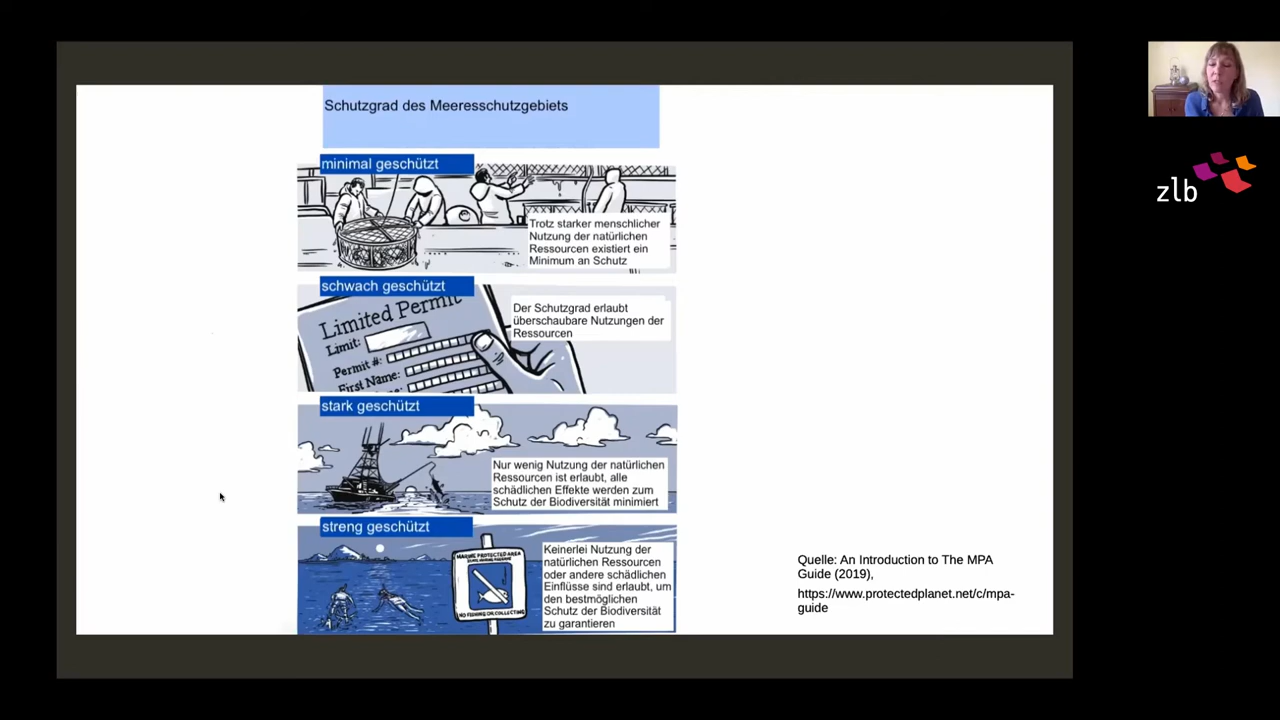 Schutzgrad des Meeresschutzgebiets
minimal geschützt
Trotz starker menschlicher
Nutzung der natürlichen
Ressourcen existiert ein
Minimum an Schutz
schwach geschützt
Limited Permit
Limit:
Permit #:
First Name:
Der Schutzgrad erlaubt
überschaubare Nutzungen der
Ressourcen
stark geschützt
Nur wenig Nutzung der natürlichen
Ressourcen ist erlaubt, alle
schädlichen Effekte werden zum
Schutz der Biodiversität minimiert
streng geschützt
MARINE PROTECTED AREA
NO FISHING OR COLLECTING
Keinerlei Nutzung der
natürlichen Ressourcen
oder andere schädlichen
Einflüsse sind erlaubt, um
den bestmöglichen
Schutz der Biodiversität
zu garantieren
Quelle: An Introduction to The MPA
Guide (2019),
https://www.protectedplanet.net/c/mpa-
guide
zlb